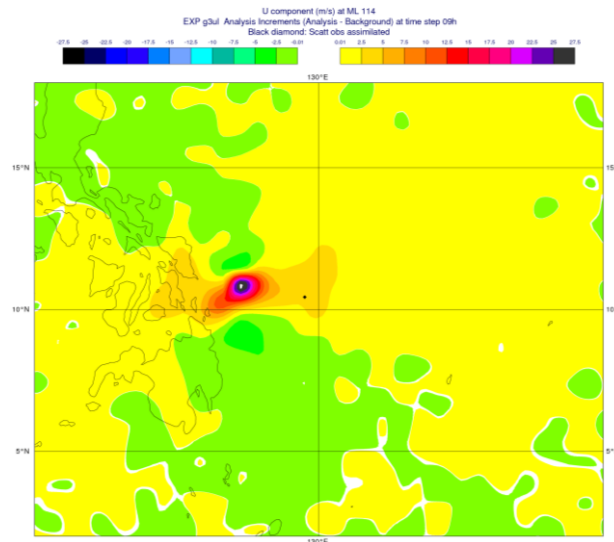 U component (m/s) at ML 114
EXP g3ul Analysis Increments (Analysis - Background) at time step 09h
Black diamond: Scatt obs assimilated
-27.5 -25 -22.5 -20 -17.5 -15 -12.5 -10 -7.5 -5 -2.5 -0.01
0.01 2.5 5 7.5 10 12.5 15 17.5 20 22.5 25 27.5
130°E
15°N 15
10°N 10
5°N 5
130°E